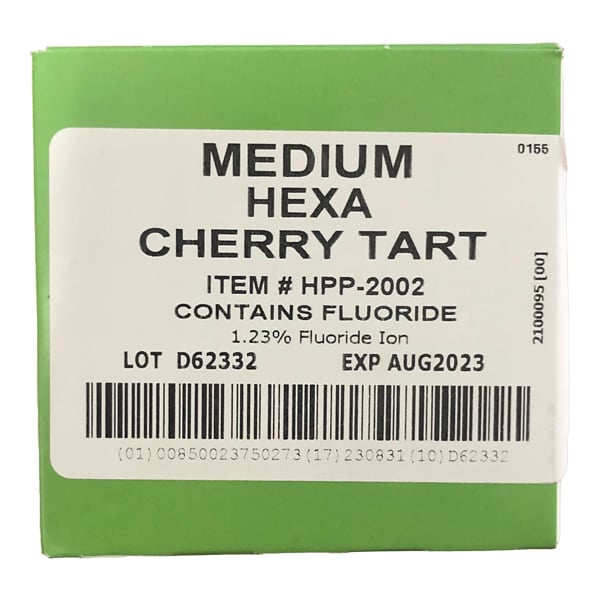 MEDIUM
0155
HEXA
CHERRY TART
ITEM # HPP-2002
CONTAINS FLUORIDE
1.23% Fluoride Ion
2100095 [00]
LOT D62332 EXP AUG2023
(01)00850023750273(17)230831(10)D62332